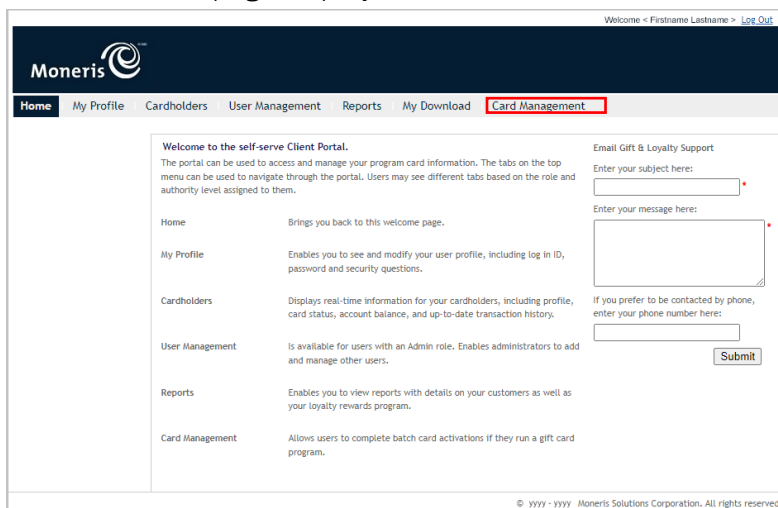 Welcome < Firstname Lastname > Log Out
Moneris
Home My Profile Cardholders User Management Reports My Download Card Management
Welcome to the self-serve Client Portal.
The portal can be used to access and manage your program card information. The tabs on the top
menu can be used to navigate through the portal. Users may see different tabs based on the role and
authority level assigned to them.
Home Brings you back to this welcome page.
My Profile Enables you to see and modify your user profile, including log in ID,
password and security questions.
Cardholders Displays real-time information for your cardholders, including profile,
card status, account balance, and up-to-date transaction history.
User Management Is available for users with an Admin role. Enables administrators to add
and manage other users.
Reports Enables you to view reports with details on your customers as well as
your loyalty rewards program.
Card Management Allows users to complete batch card activations if they run a gift card
program.
Email Gift & Loyalty Support
Enter your subject here:
*
Enter your message here:
*
If you prefer to be contacted by phone,
enter your phone number here:
Submit
© yyyy - yyyy Moneris Solutions Corporation. All rights reserved